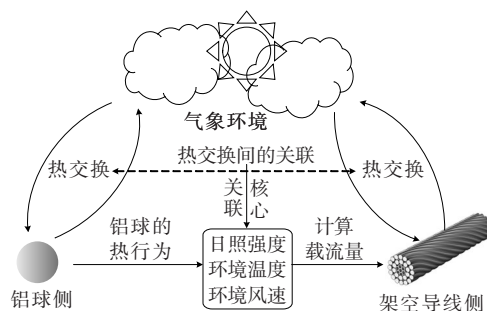 气象环境
热交换间的关联
热交换
热交换
关联
核心
铝球的
热行为
计算
载流量
日照强度
环境温度
环境风速
铝球侧
架空导线侧